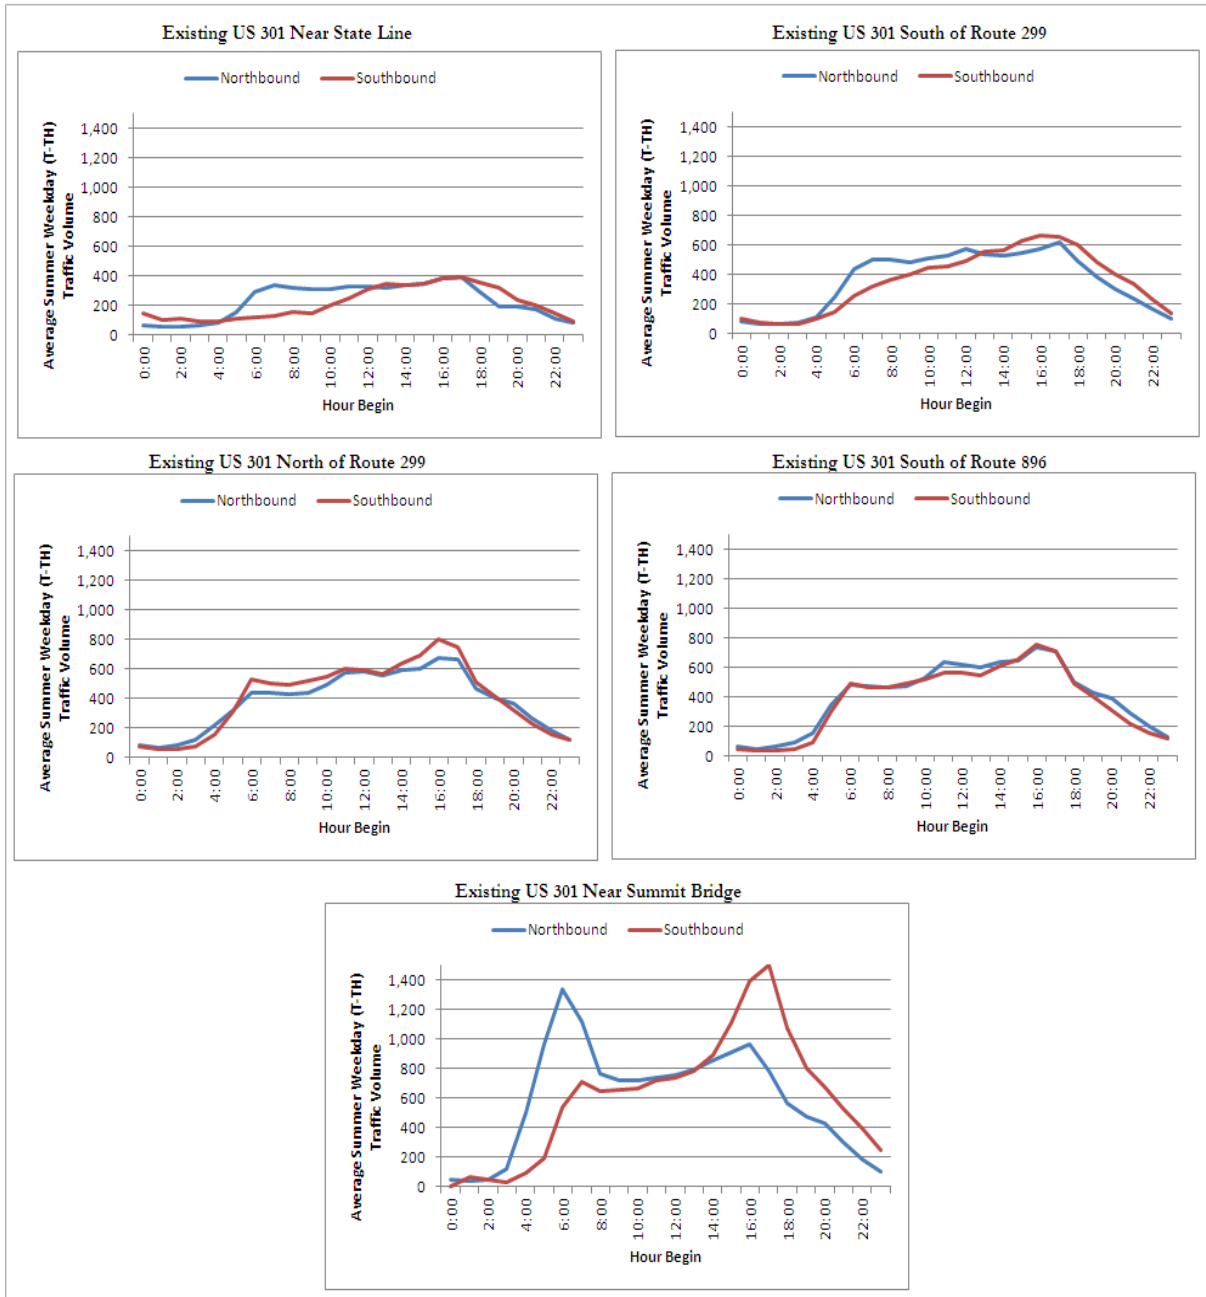 Existing US 301 Near State Line
Northbound Southbound
Average Summer Weekday (T-TH)
Traffic Volume
1,400
1,200
1,000
800
600
400
200
0
0:00 2:00 4:00 6:00 8:00 10:00 12:00 14:00 16:00 18:00 20:00 22:00
Hour Begin
Existing US 301 South of Route 299
Northbound Southbound
Average Summer Weekday (T-TH)
Traffic Volume
1,400
1,200
1,000
800
600
400
200
0
0:00 2:00 4:00 6:00 8:00 10:00 12:00 14:00 16:00 18:00 20:00 22:00
Hour Begin
Existing US 301 North of Route 299
Northbound Southbound
Average Summer Weekday (T-TH)
Traffic Volume
1,400
1,200
1,000
800
600
400
200
0
0:00 2:00 4:00 6:00 8:00 10:00 12:00 14:00 16:00 18:00 20:00 22:00
Hour Begin
Existing US 301 South of Route 896
Northbound Southbound
Average Summer Weekday (T-TH)
Traffic Volume
1,400
1,200
1,000
800
600
400
200
0
0:00 2:00 4:00 6:00 8:00 10:00 12:00 14:00 16:00 18:00 20:00 22:00
Hour Begin
Existing US 301 Near Summit Bridge
Northbound Southbound
Average Summer Weekday (T-TH)
Traffic Volume
1,400
1,200
1,000
800
600
400
200
0
0:00 2:00 4:00 6:00 8:00 10:00 12:00 14:00 16:00 18:00 20:00 22:00
Hour Begin